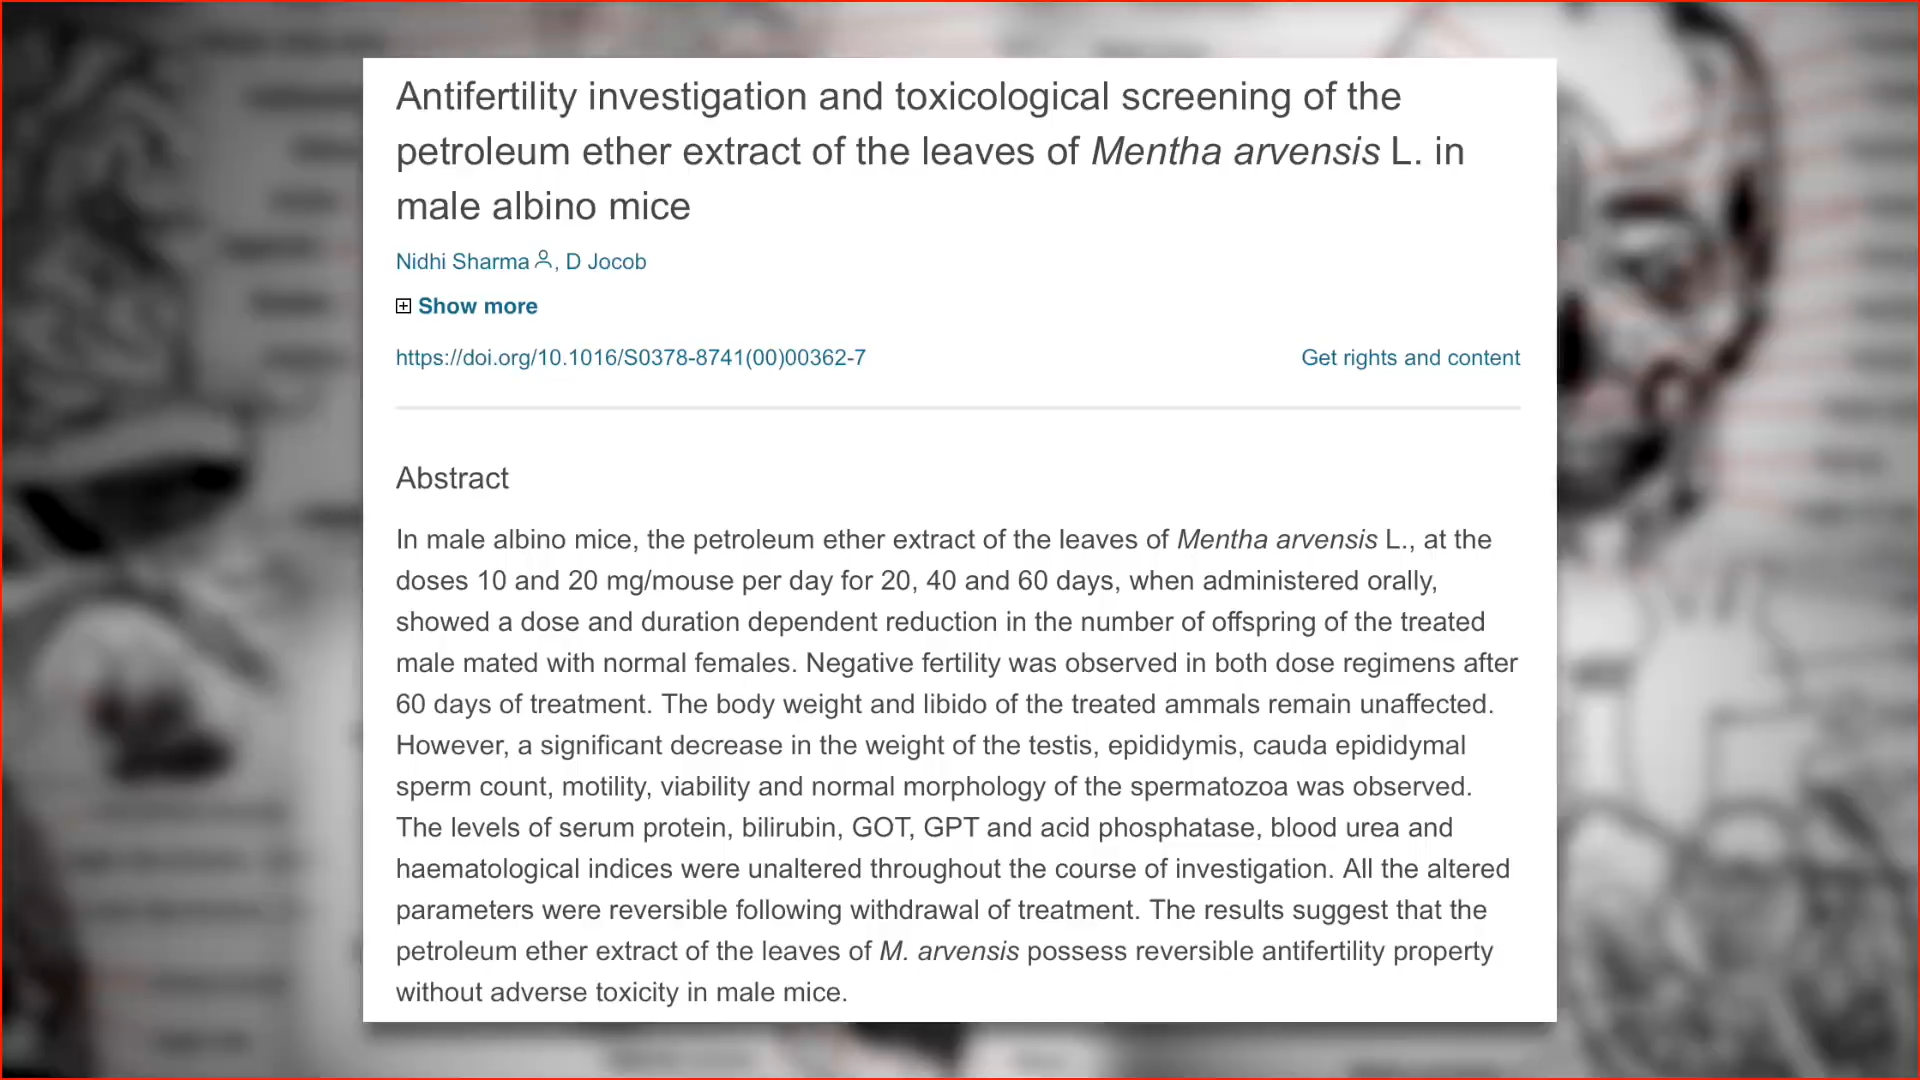 Antifertility investigation and toxicological screening of the
petroleum ether extract of the leaves of Mentha arvensis L. in
male albino mice
Nidhi Sharma, D Jocob
Show more
https://doi.org/10.1016/S0378-8741(00)00362-7
Get rights and content
Abstract
In male albino mice, the petroleum ether extract of the leaves of Mentha arvensis L., at the
doses 10 and 20 mg/mouse per day for 20, 40 and 60 days, when administered orally,
showed a dose and duration dependent reduction in the number of offspring of the treated
male mated with normal females. Negative fertility was observed in both dose regimens after
60 days of treatment. The body weight and libido of the treated ammals remain unaffected.
However, a significant decrease in the weight of the testis, epididymis, cauda epididymal
sperm count, motility, viability and normal morphology of the spermatozoa was observed.
The levels of serum protein, bilirubin, GOT, GPT and acid phosphatase, blood urea and
haematological indices were unaltered throughout the course of investigation. All the altered
parameters were reversible following withdrawal of treatment. The results suggest that the
petroleum ether extract of the leaves of M. arvensis possess reversible antifertility property
without adverse toxicity in male mice.